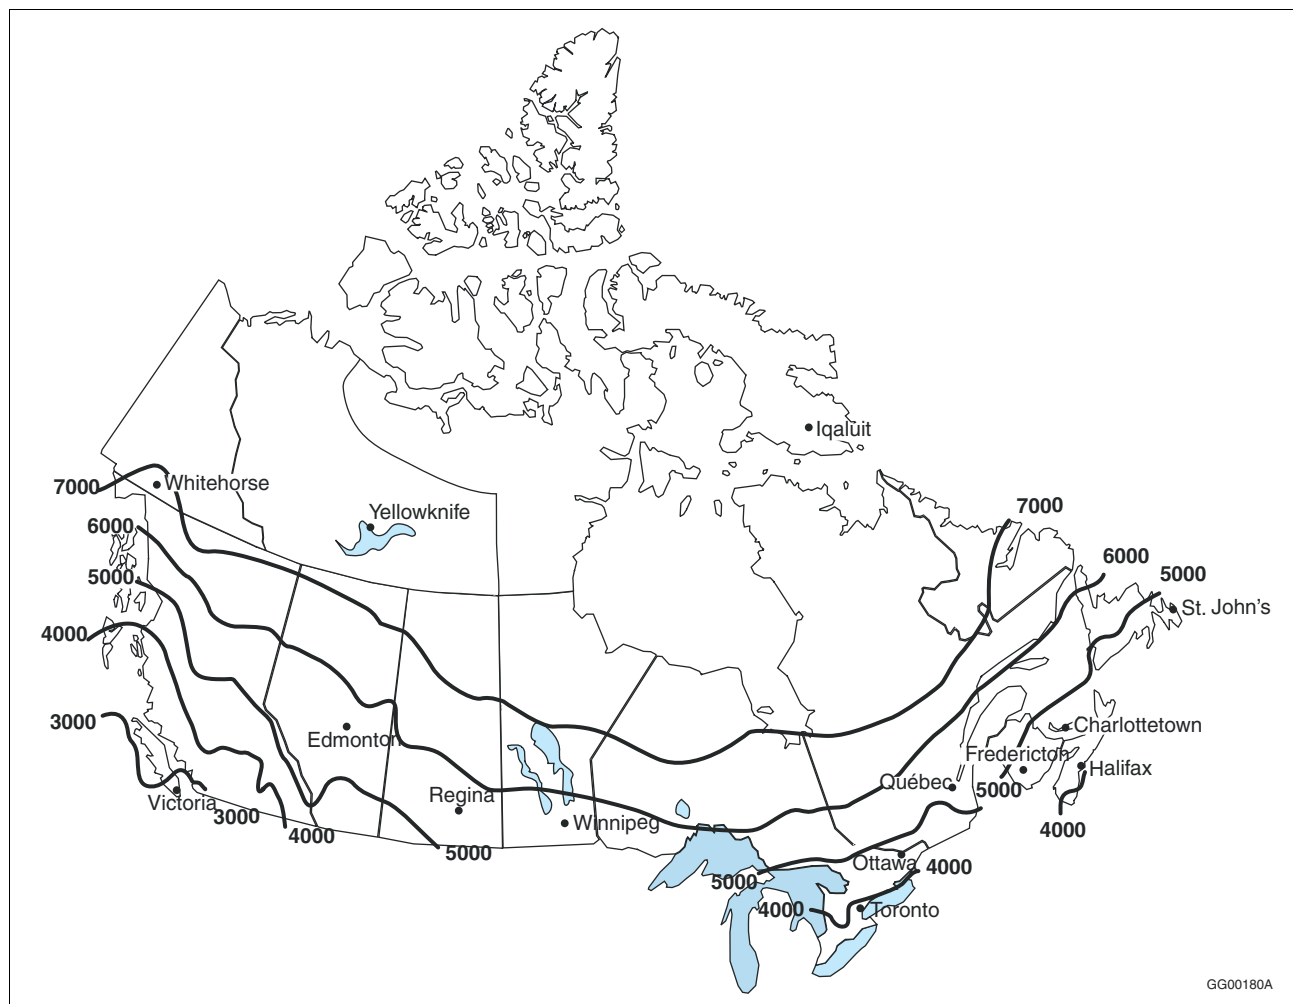 Iqaluit
Whitehorse
7000
Yellowknife
7000
6000
6000
5000
5000
St. John's
4000
3000
Charlottetown
Edmonton
Fredericton
Halifax
Québec
5000
Regina
Victoria
3000
Winnipeg
4000
4000
5000
Ottawa
4000
5000
4000
Toronto
GG00180A